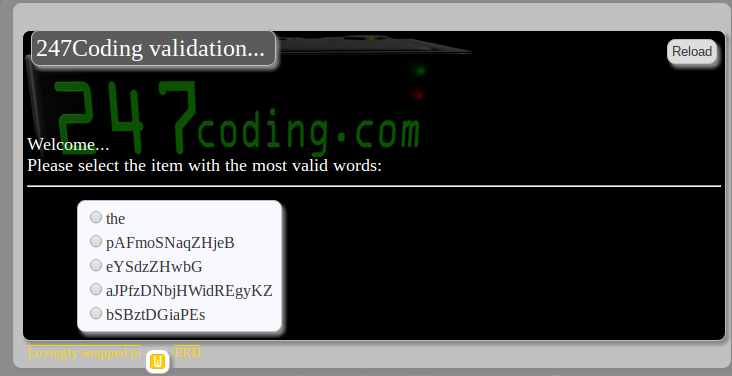 247Coding validation...
Reload
247coding.com
Welcome...
Please select the item with the most valid words:
the
pAFmoSNaqZHjeB
eYSdzZHwbG
aJPfzDNbjHWidREgyKZ
bSBztDGiaPEs
Lovingly wrapped in
ERD